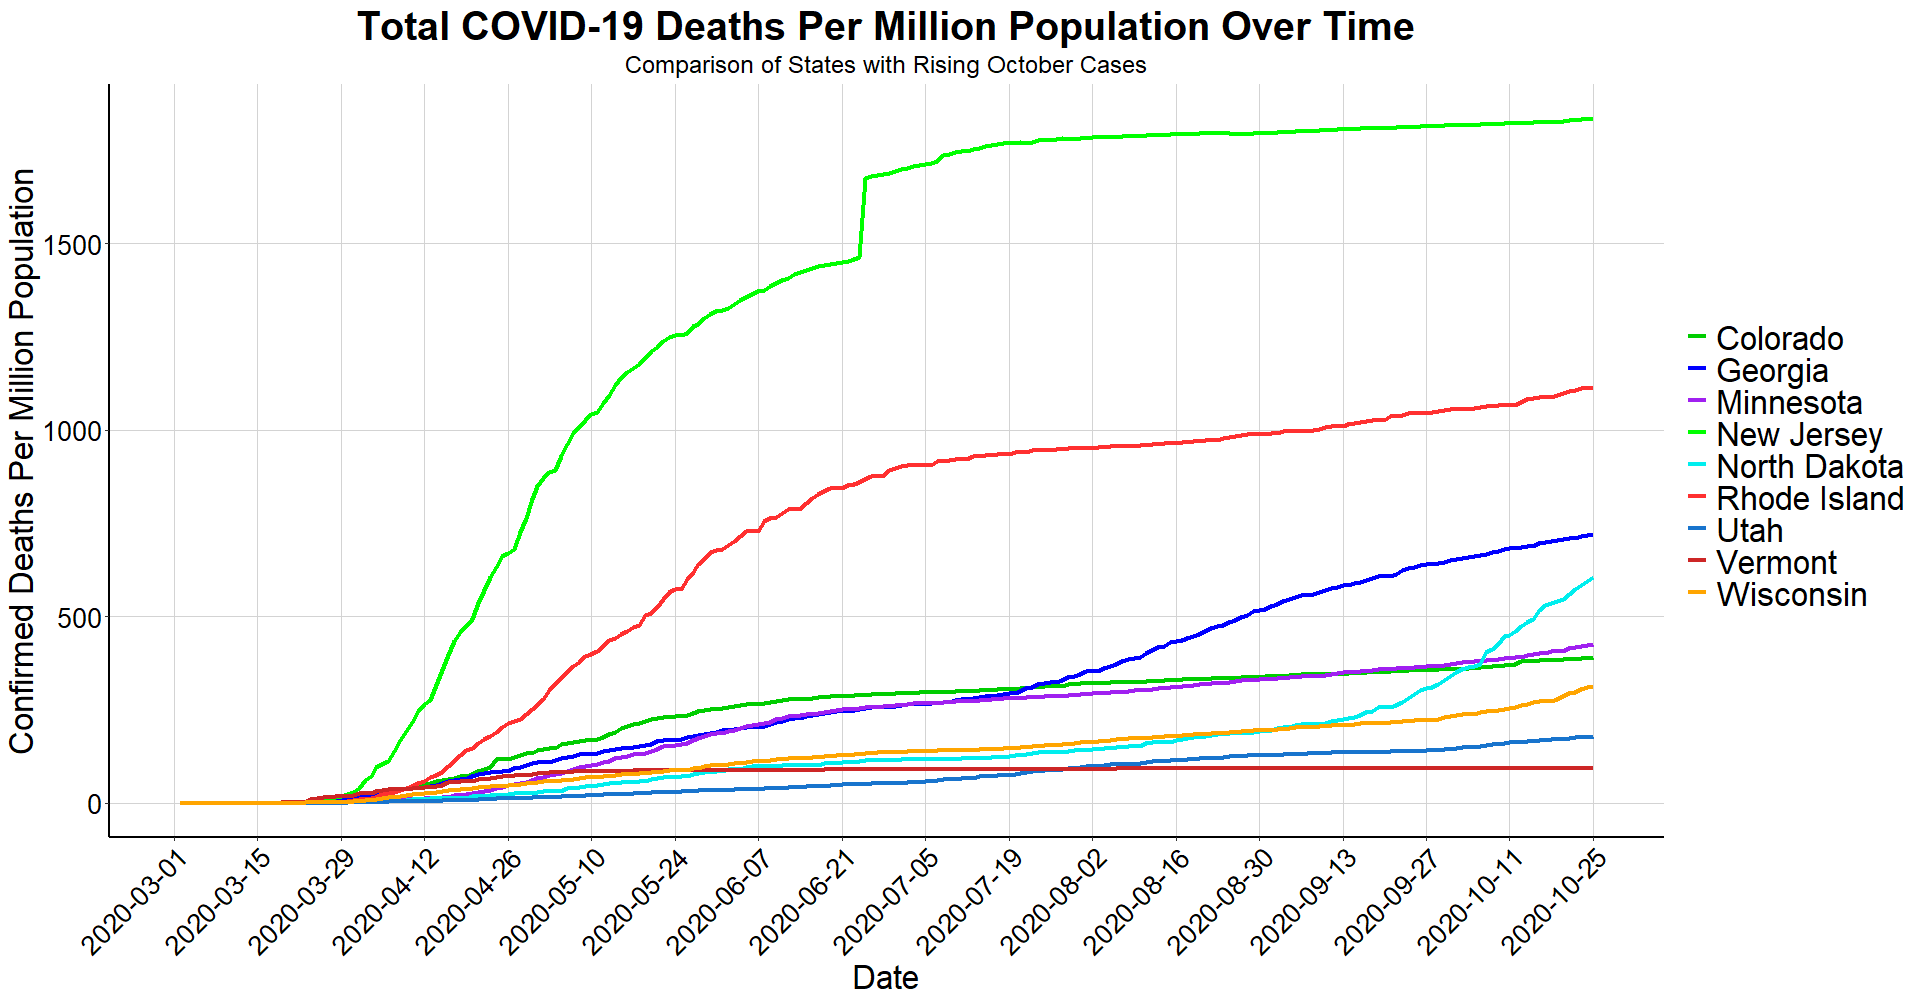 Total COVID-19 Deaths Per Million Population Over Time
Comparison of States with Rising October Cases
Confirmed Deaths Per Million Population
1500
1000
500
0
2020-03-01
2020-03-15
2020-03-29
2020-04-12
2020-04-26
2020-05-10
2020-05-24
2020-06-07
2020-06-21
2020-07-05
2020-07-19
2020-08-02
2020-08-16
2020-08-30
2020-09-13
2020-09-27
2020-10-11
2020-10-25
Date
Colorado
Georgia
Minnesota
New Jersey
North Dakota
Rhode Island
Utah
Vermont
Wisconsin